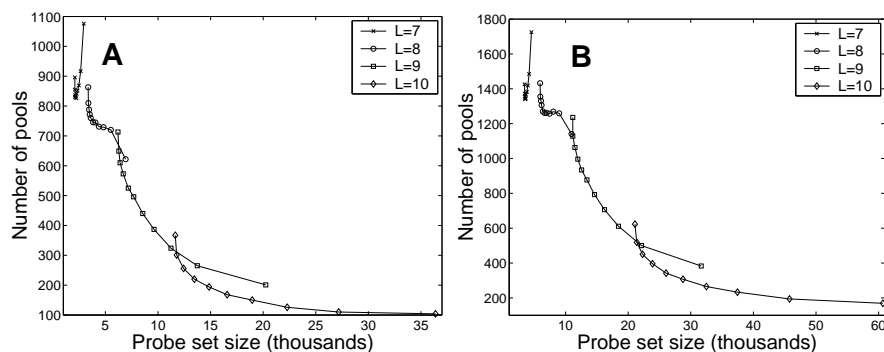 1100
1000
900
800
700
600
500
400
300
200
100
5
10
15
20
25
30
35
Number of pools
Probe set size (thousands)
A
L=7
L=8
L=9
L=10
1800
1600
1400
1200
1000
800
600
400
200
10
20
30
40
50
60
Number of pools
Probe set size (thousands)
B
L=7
L=8
L=9
L=10